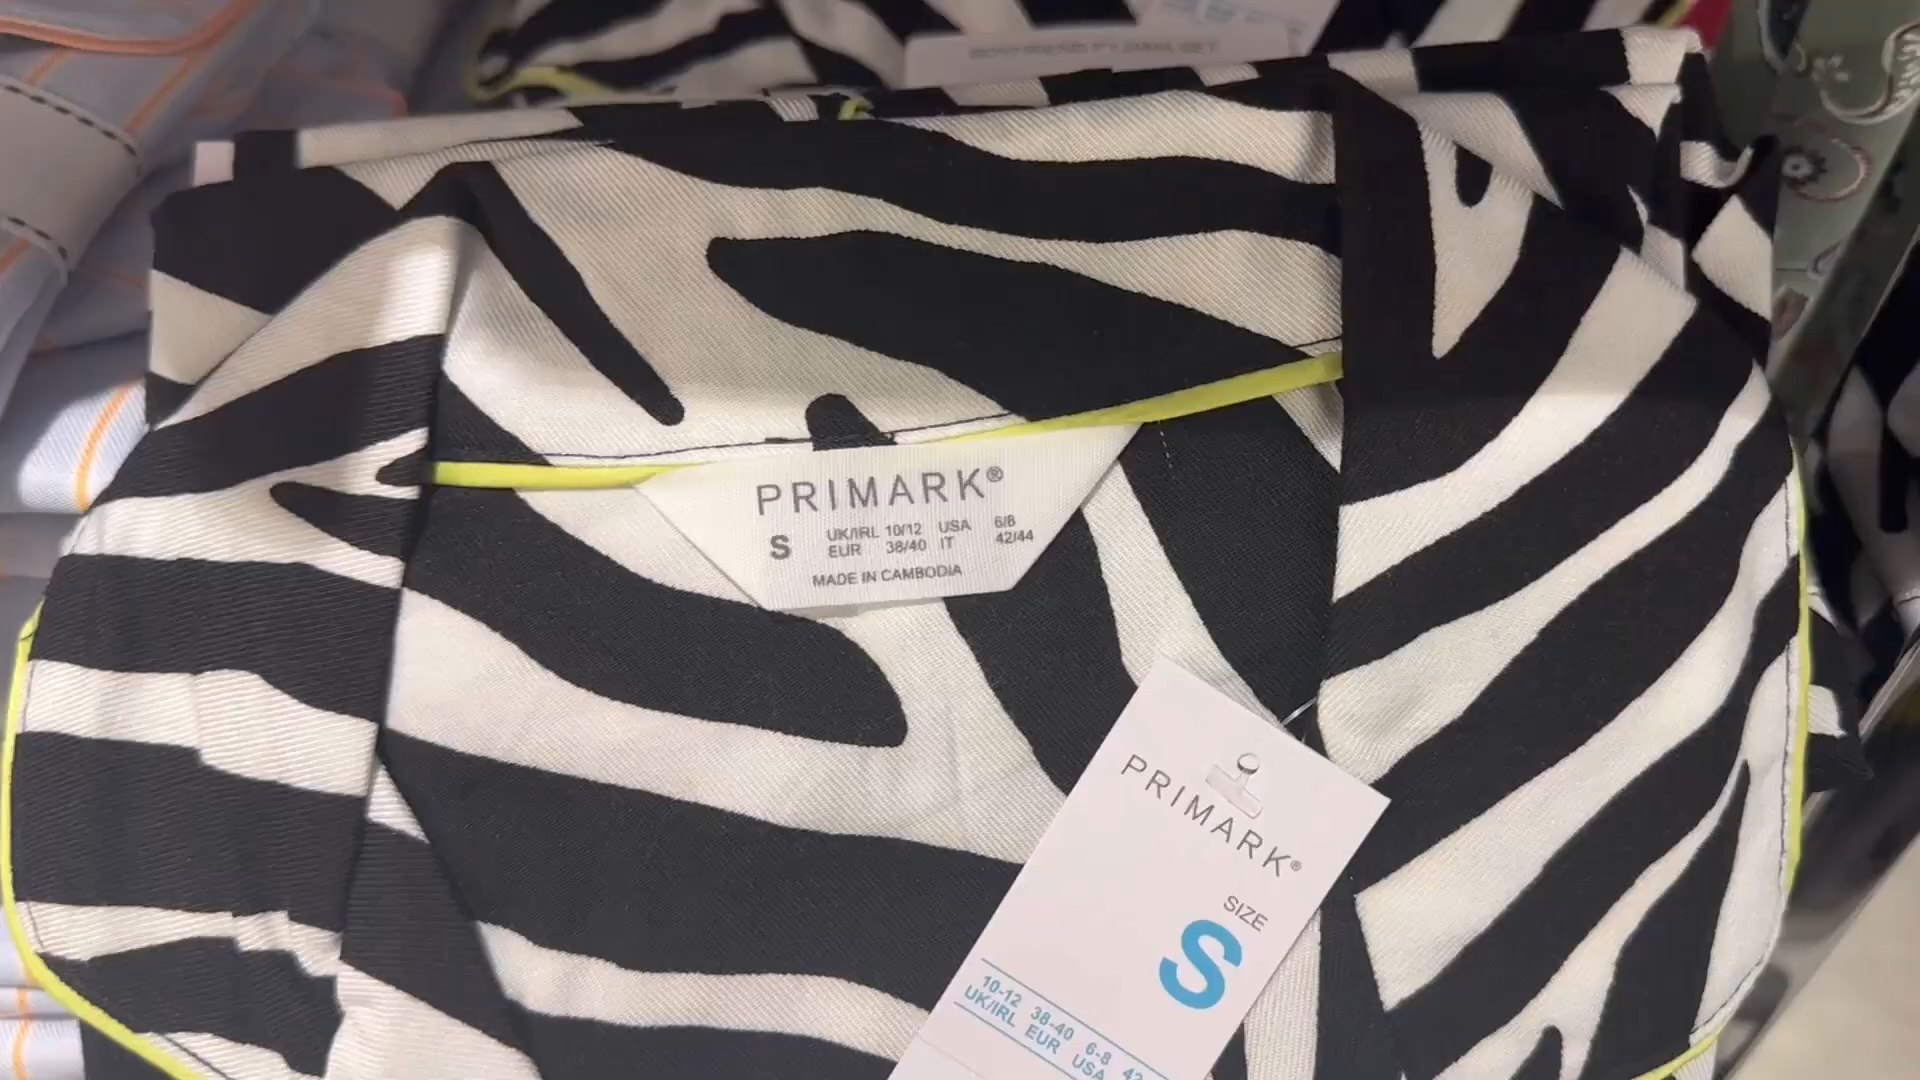 PRIMARK®
S UK/IRL 10/12 USA 6/8
EUR 38/40 IT 42/44
MADE IN CAMBODIA
PRIMARK®
SIZE
S
10-12 38-40 6-8 42
UK/IRL EUR USA